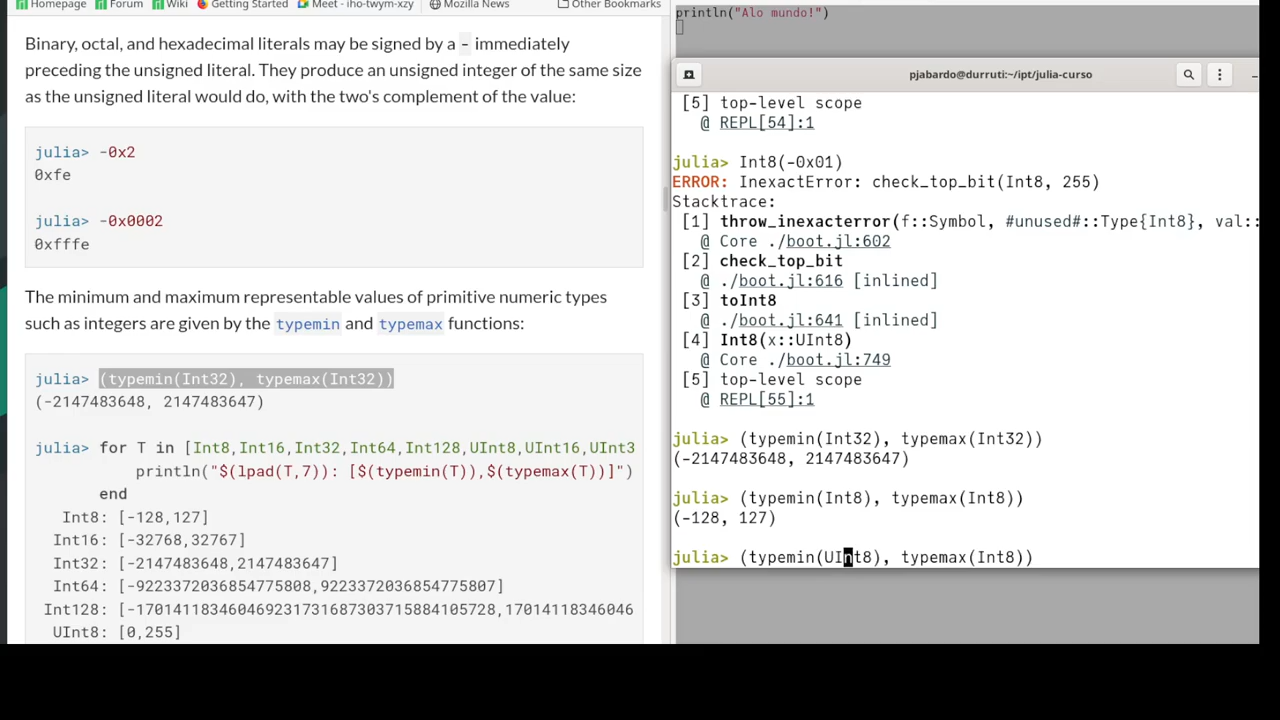 Homepage Forum Wiki Getting Started Meet - iho-twym-xzy Mozilla News Other Bookmarks
Binary, octal, and hexadecimal literals may be signed by a - immediately
preceding the unsigned literal. They produce an unsigned integer of the same size
as the unsigned literal would do, with the two's complement of the value:
julia> -0x2
0xfe
julia> -0x0002
0xfffe
The minimum and maximum representable values of primitive numeric types
such as integers are given by the typemin and typemax functions:
julia> (typemin(Int32), typemax(Int32))
(-2147483648, 2147483647)
julia> for T in [Int8,Int16,Int32,Int64,Int128,UInt8,UInt16,UInt3
println("$(lpad(T,7)): [$(typemin(T)),$(typemax(T))]")
end
Int8: [-128,127]
Int16: [-32768,32767]
Int32: [-2147483648,2147483647]
Int64: [-9223372036854775808,9223372036854775807]
Int128: [-170141183460469231731687303715884105728,17014118346046
UInt8: [0,255]
println("Alo mundo!")
pjabardo@durruti:~/ipt/julia-curso
[5] top-level scope
@ REPL[54]:1
julia> Int8(-0x01)
ERROR: InexactError: check_top_bit(Int8, 255)
Stacktrace:
[1] throw_inexacterror(f::Symbol, #unused#::Type{Int8}, val::
@ Core ./boot.jl:602
[2] check_top_bit
@ ./boot.jl:616 [inlined]
[3] toInt8
@ ./boot.jl:641 [inlined]
[4] Int8(x::UInt8)
@ Core ./boot.jl:749
[5] top-level scope
@ REPL[55]:1
julia> (typemin(Int32), typemax(Int32))
(-2147483648, 2147483647)
julia> (typemin(Int8), typemax(Int8))
(-128, 127)
julia> (typemin(UInt8), typemax(Int8))